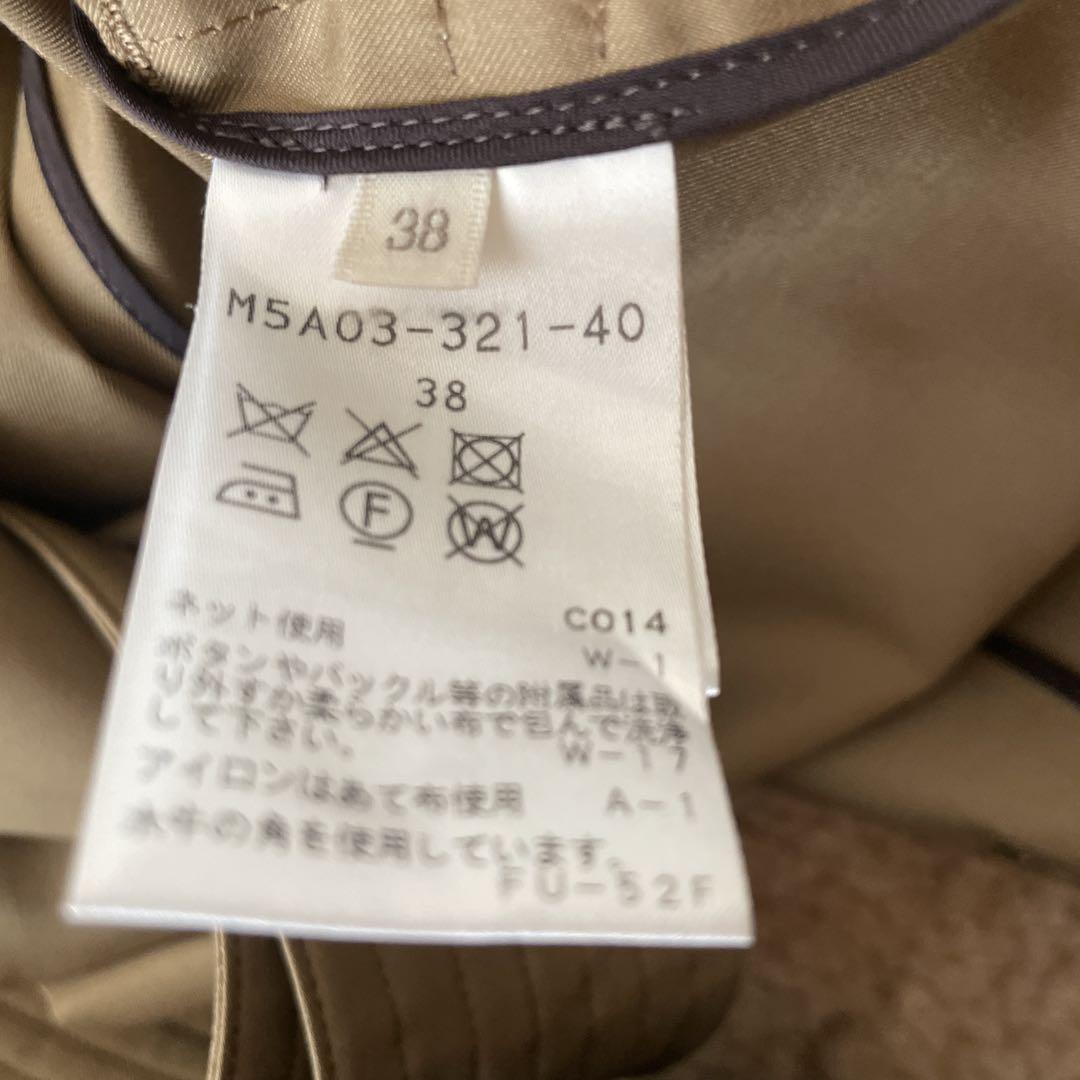 38
M5A03-321-40
38
F
W
ネット使用 C014
W-1
ボタンやバックル等の附属品は取
り外すか柔らかい布で包んで洗浄
して下さい。 W-17
アイロンはあて布使用 A-1
水牛の角を使用しています。
FU-52F